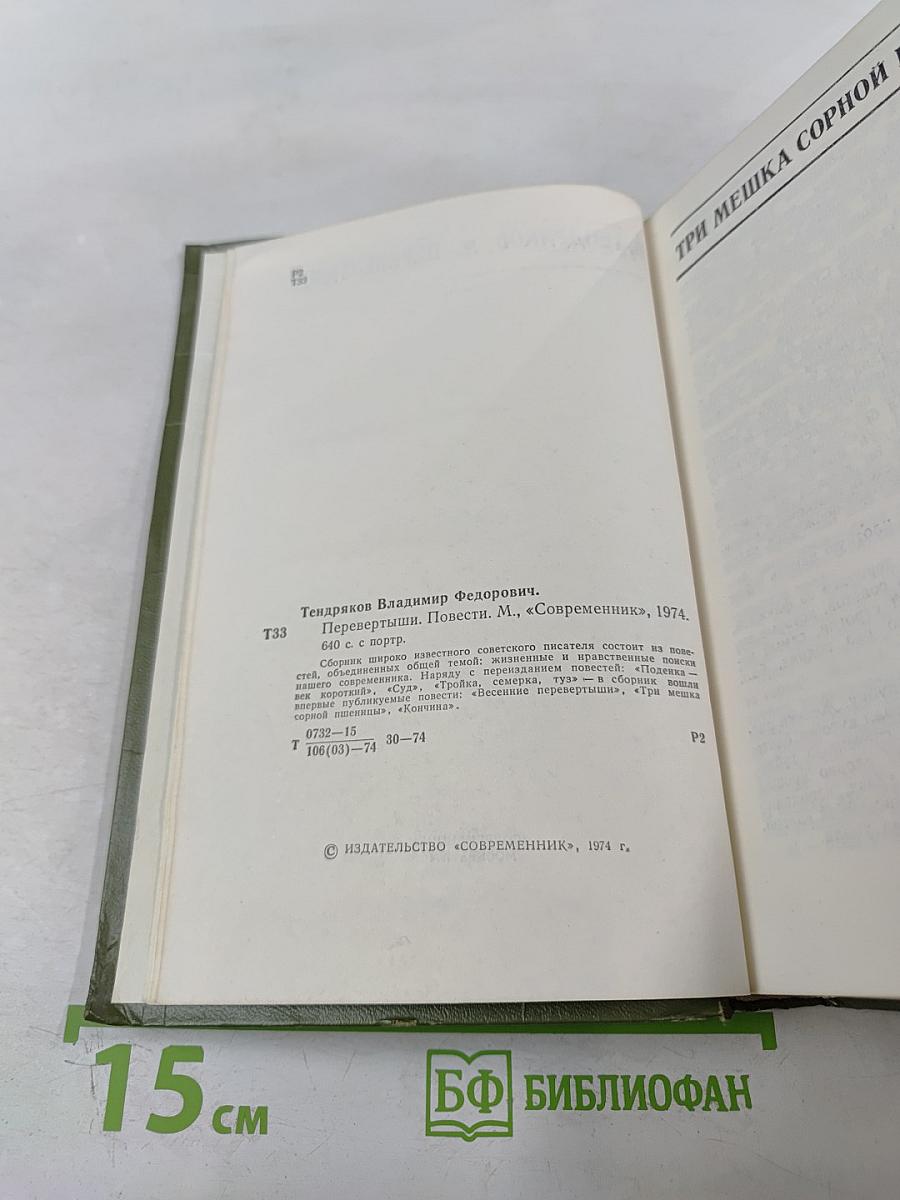 Р2
Т33
ТРИ МЕШКА СОРНОЙ
Тендряков Владимир Федорович.
Т33 Перевертыши. Повести. М., «Современник», 1974.
640 с. с портр.
Сборник широко известного советского писателя состоит из пове-
стей, объединенных общей темой: жизненные и нравственные поиски
нашего современника. Наряду с переизданием повестей: «Поденка —
век короткий», «Суд», «Тройка, семерка, туз» — в сборник вошли
впервые публикуемые повести: «Весенние перевертыши», «Три мешка
сорной пшеницы», «Кончина».
Т 0732—15
106(03)—74 30—74 Р2
© ИЗДАТЕЛЬСТВО «СОВРЕМЕННИК», 1974 г.
15 см
БФ БИБЛИОФАН